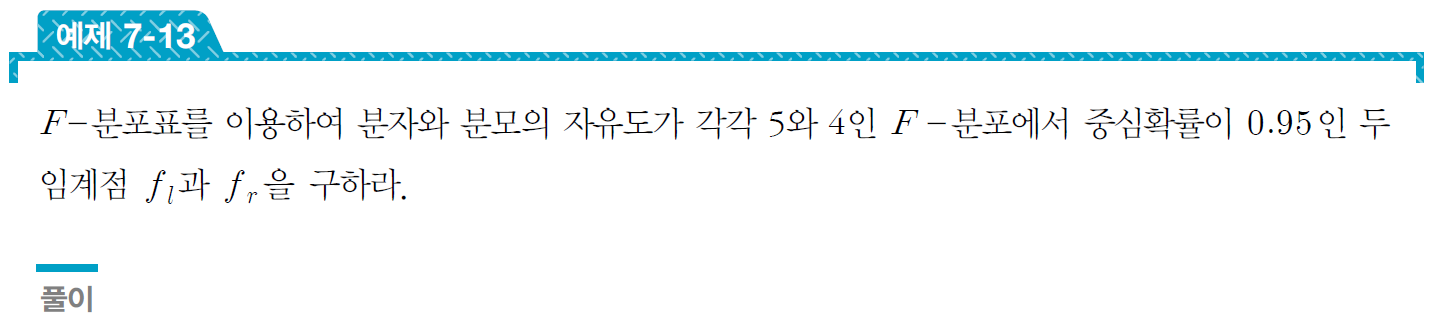 예제 7-13
F-분포표를 이용하여 분자와 분모의 자유도가 각각 5와 4인 F-분포에서 중심확률이 0.95인 두
임계점 f_l과 f_r을 구하라.
풀이